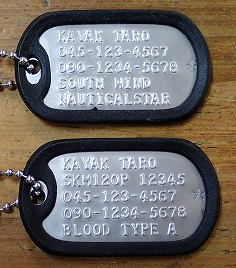 KAYAK TARO
045-123-4567
090-1234-5678
SOUTH WIND
NAUTICALSTAR
KAYAK TARO
SKM120P 12345
045-123-4567
090-1234-5678
BLOOD TYPE A